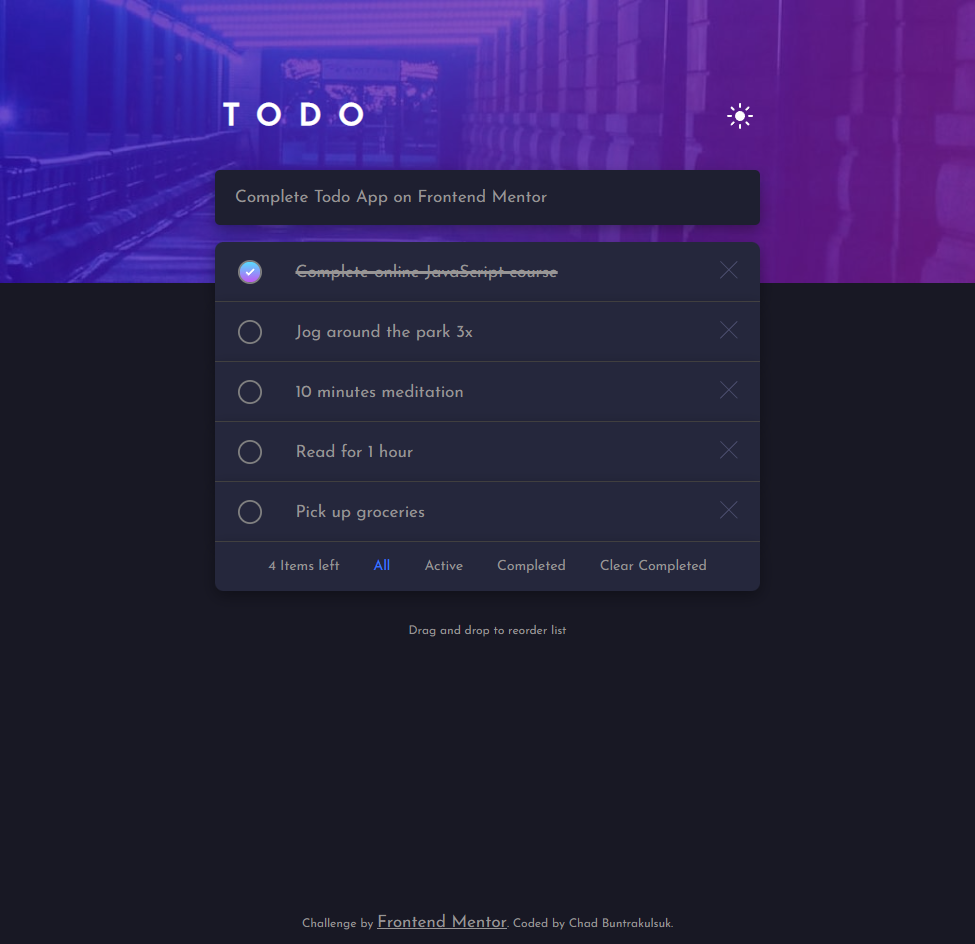 TODO
Complete Todo App on Frontend Mentor
Complete online JavaScript course
Jog around the park 3x
10 minutes meditation
Read for 1 hour
Pick up groceries
4 Items left All Active Completed Clear Completed
Drag and drop to reorder list
Challenge by Frontend Mentor. Coded by Chad Buntrakulsuk.